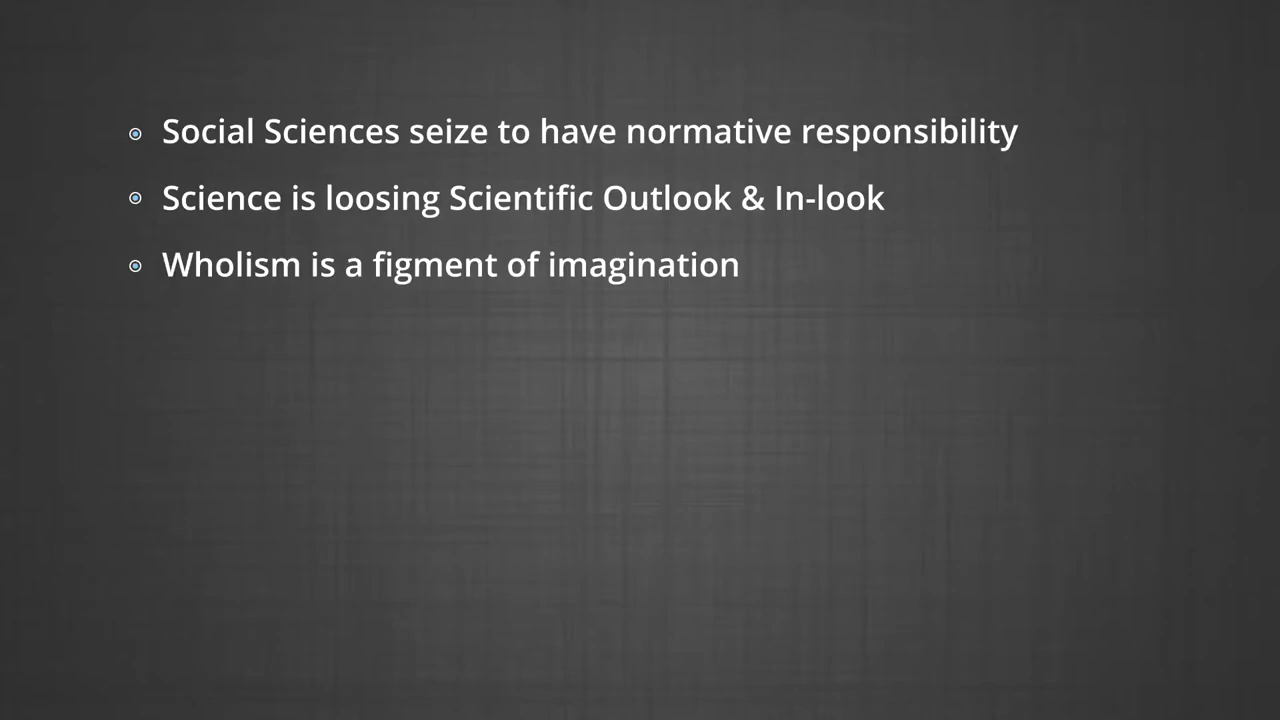 Social Sciences seize to have normative responsibility
Science is loosing Scientific Outlook & In-look
Wholism is a figment of imagination